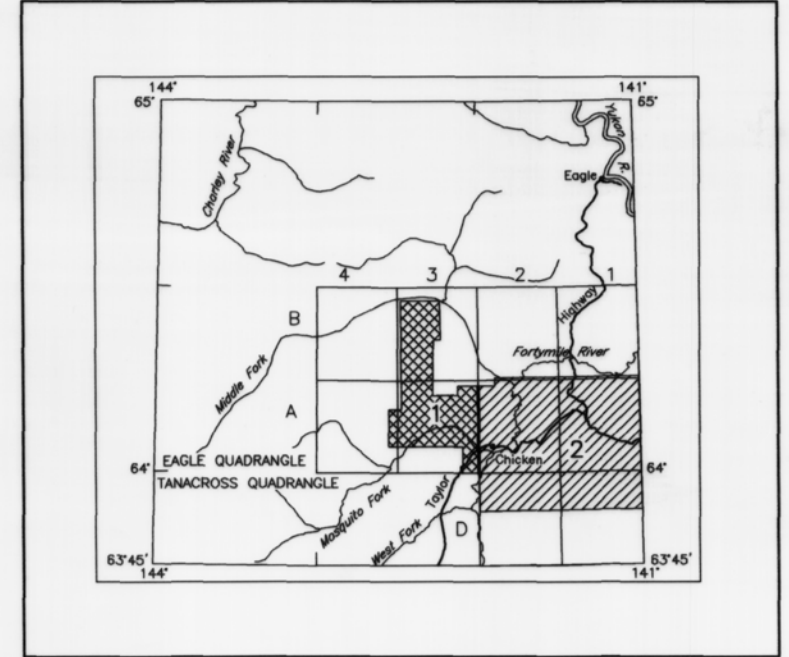 144° 141°
65° 65°
Yukon R.
Charley River
Eagle
4 3 2 1
Highway
B
Fortymile River
Middle Fork
A
1
2
EAGLE QUADRANGLE
Chicken
64° 64°
TANACROSS QUADRANGLE
Taylor
Mosquito Fork
West Fork
D
63°45' 63°45'
144° 141°